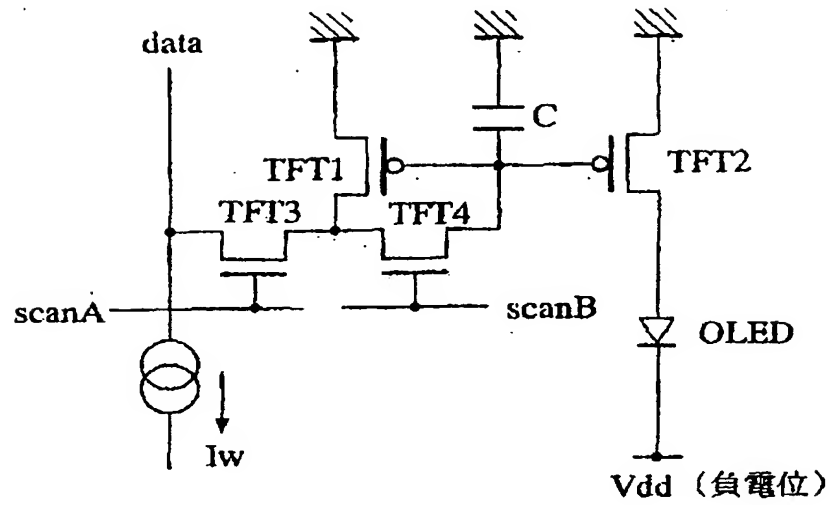 data
C
TFT1
TFT2
TFT3
TFT4
scanA
scanB
OLED
Iw
Vdd（負電位）